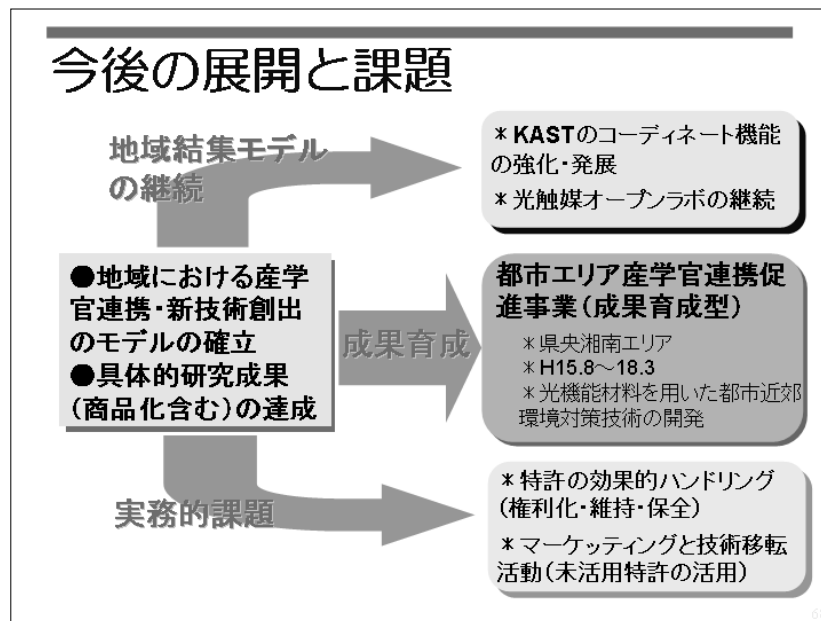 今後の展開と課題
地域結集モデル
の継続
＊KASTのコーディネート機能
の強化・発展
＊光触媒オープンラボの継続
●地域における産学
官連携・新技術創出
のモデルの確立
●具体的研究成果
(商品化含む)の達成
成果育成
都市エリア産学官連携促
進事業(成果育成型)
＊県央湘南エリア
＊H15.8～18.3
＊光機能材料を用いた都市近郊
環境対策技術の開発
実務的課題
＊特許の効果的ハンドリング
(権利化・維持・保全)
＊マーケッティングと技術移転
活動(未活用特許の活用)